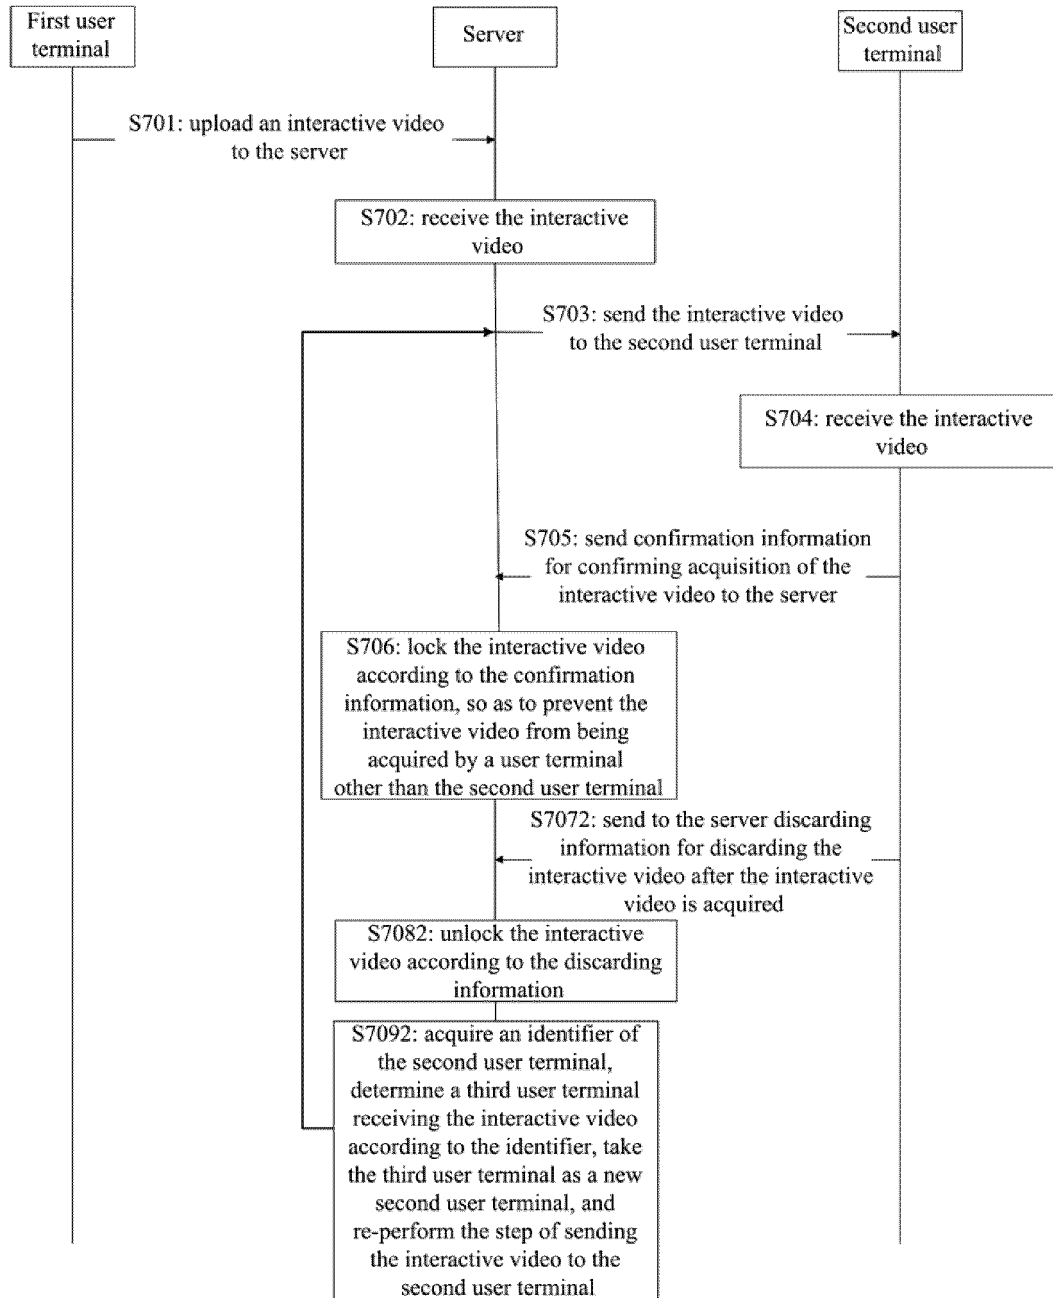 First user
terminal
Server
Second user
terminal
S701: upload an interactive video
to the server
S702: receive the interactive
video
S703: send the interactive video
to the second user terminal
S704: receive the interactive
video
S705: send confirmation information
for confirming acquisition of the
interactive video to the server
S706: lock the interactive video
according to the confirmation
information, so as to prevent the
interactive video from being
acquired by a user terminal
other than the second user terminal
S7072: send to the server discarding
information for discarding the
interactive video after the interactive
video is acquired
S7082: unlock the interactive
video according to the discarding
information
S7092: acquire an identifier of
the second user terminal,
determine a third user terminal
receiving the interactive video
according to the identifier, take
the third user terminal as a new
second user terminal, and
re-perform the step of sending
the interactive video to the
second user terminal